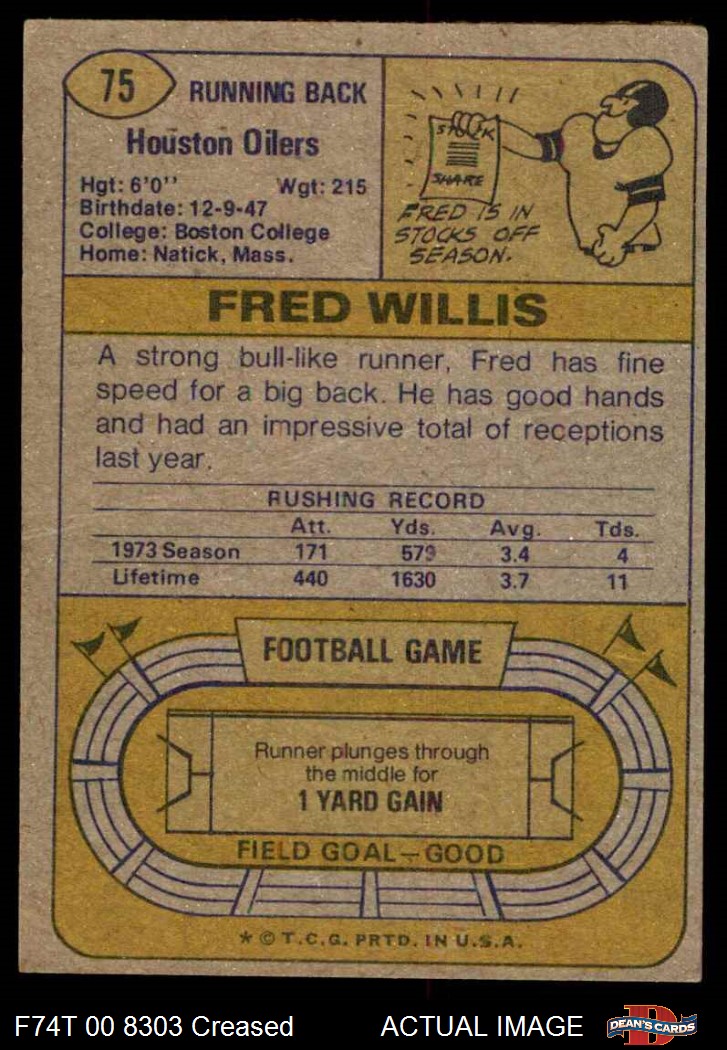 75
RUNNING BACK
Houston Oilers
Hgt: 6'0'' Wgt: 215
Birthdate: 12-9-47
College: Boston College
Home: Natick, Mass.
STOCK
SHARE
FRED IS IN
STOCKS OFF
SEASON.
FRED WILLIS
A strong bull-like runner, Fred has fine
speed for a big back. He has good hands
and had an impressive total of receptions
last year.
RUSHING RECORD
Att. Yds. Avg. Tds.
1973 Season 171 579 3.4 4
Lifetime 440 1630 3.7 11
FOOTBALL GAME
Runner plunges through
the middle for
1 YARD GAIN
FIELD GOAL—GOOD
* © T.C.G. PRTD. IN U.S.A.
F74T 00 8303 Creased ACTUAL IMAGE
D
DEAN'S CARDS